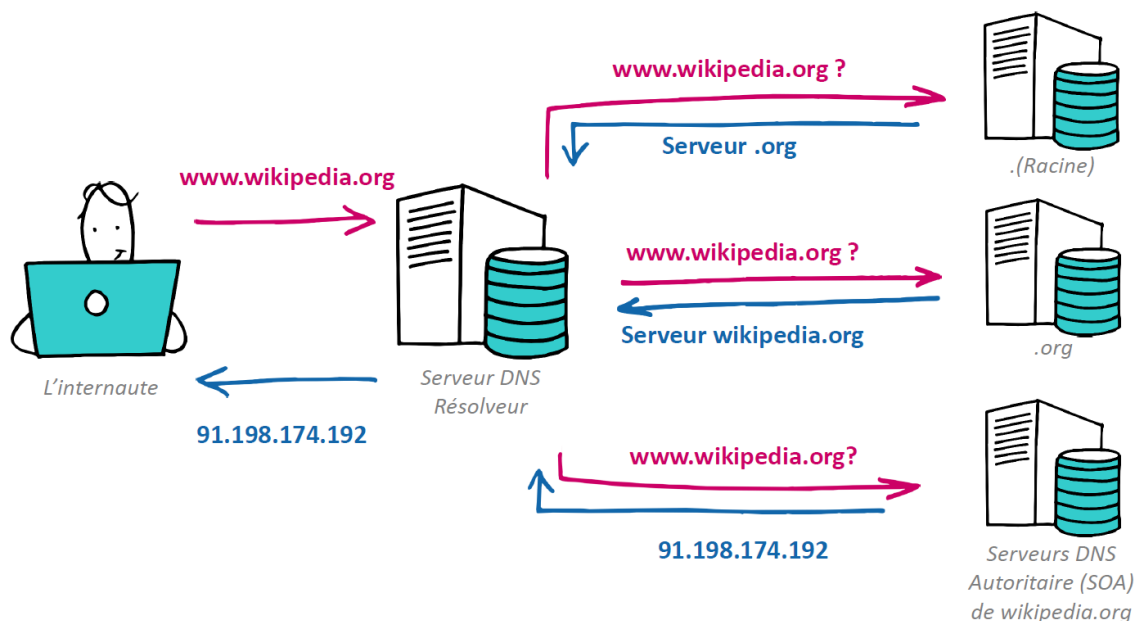 www.wikipedia.org ?
Serveur .org
.(Racine)
www.wikipedia.org
www.wikipedia.org ?
Serveur wikipedia.org
.org
L'internaute
Serveur DNS
Résolveur
91.198.174.192
www.wikipedia.org?
91.198.174.192
Serveurs DNS
Autoritaire (SOA)
de wikipedia.org